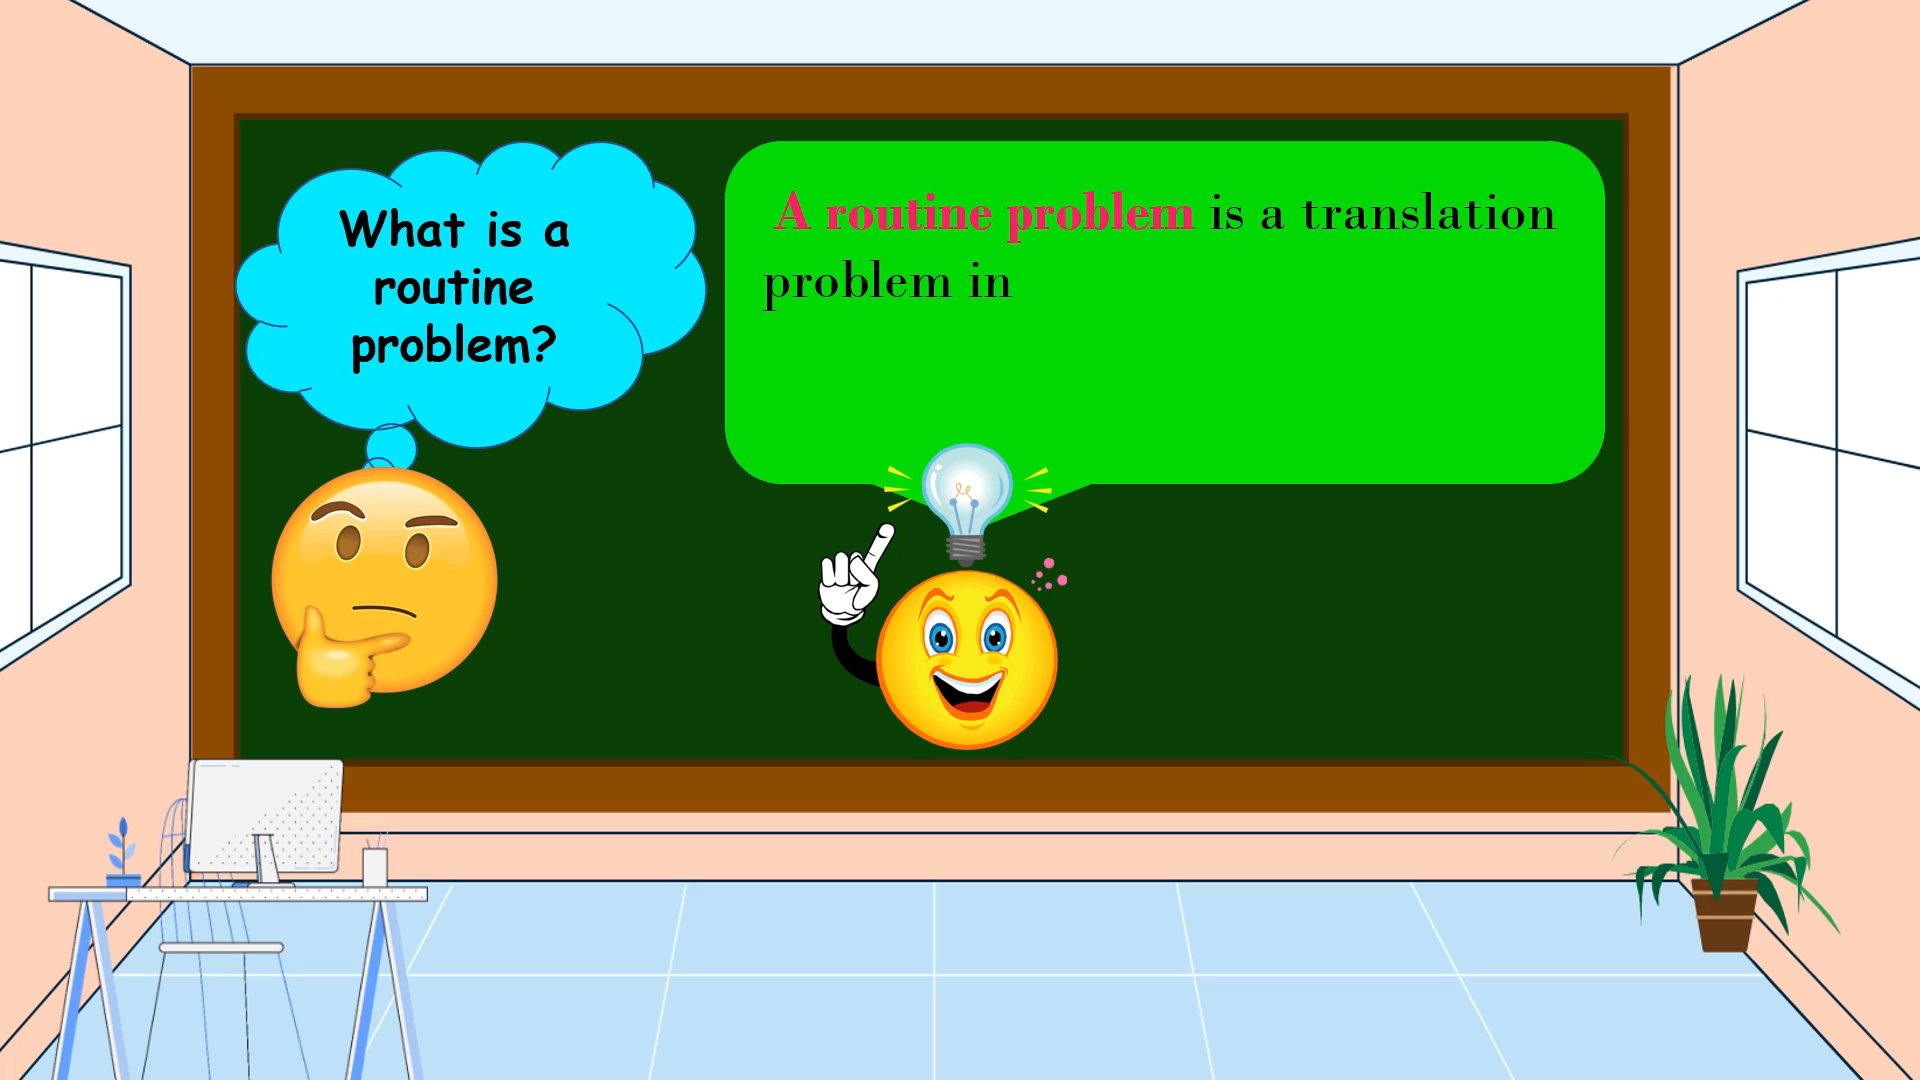 What is a
routine
problem?
A routine problem is a translation
problem in